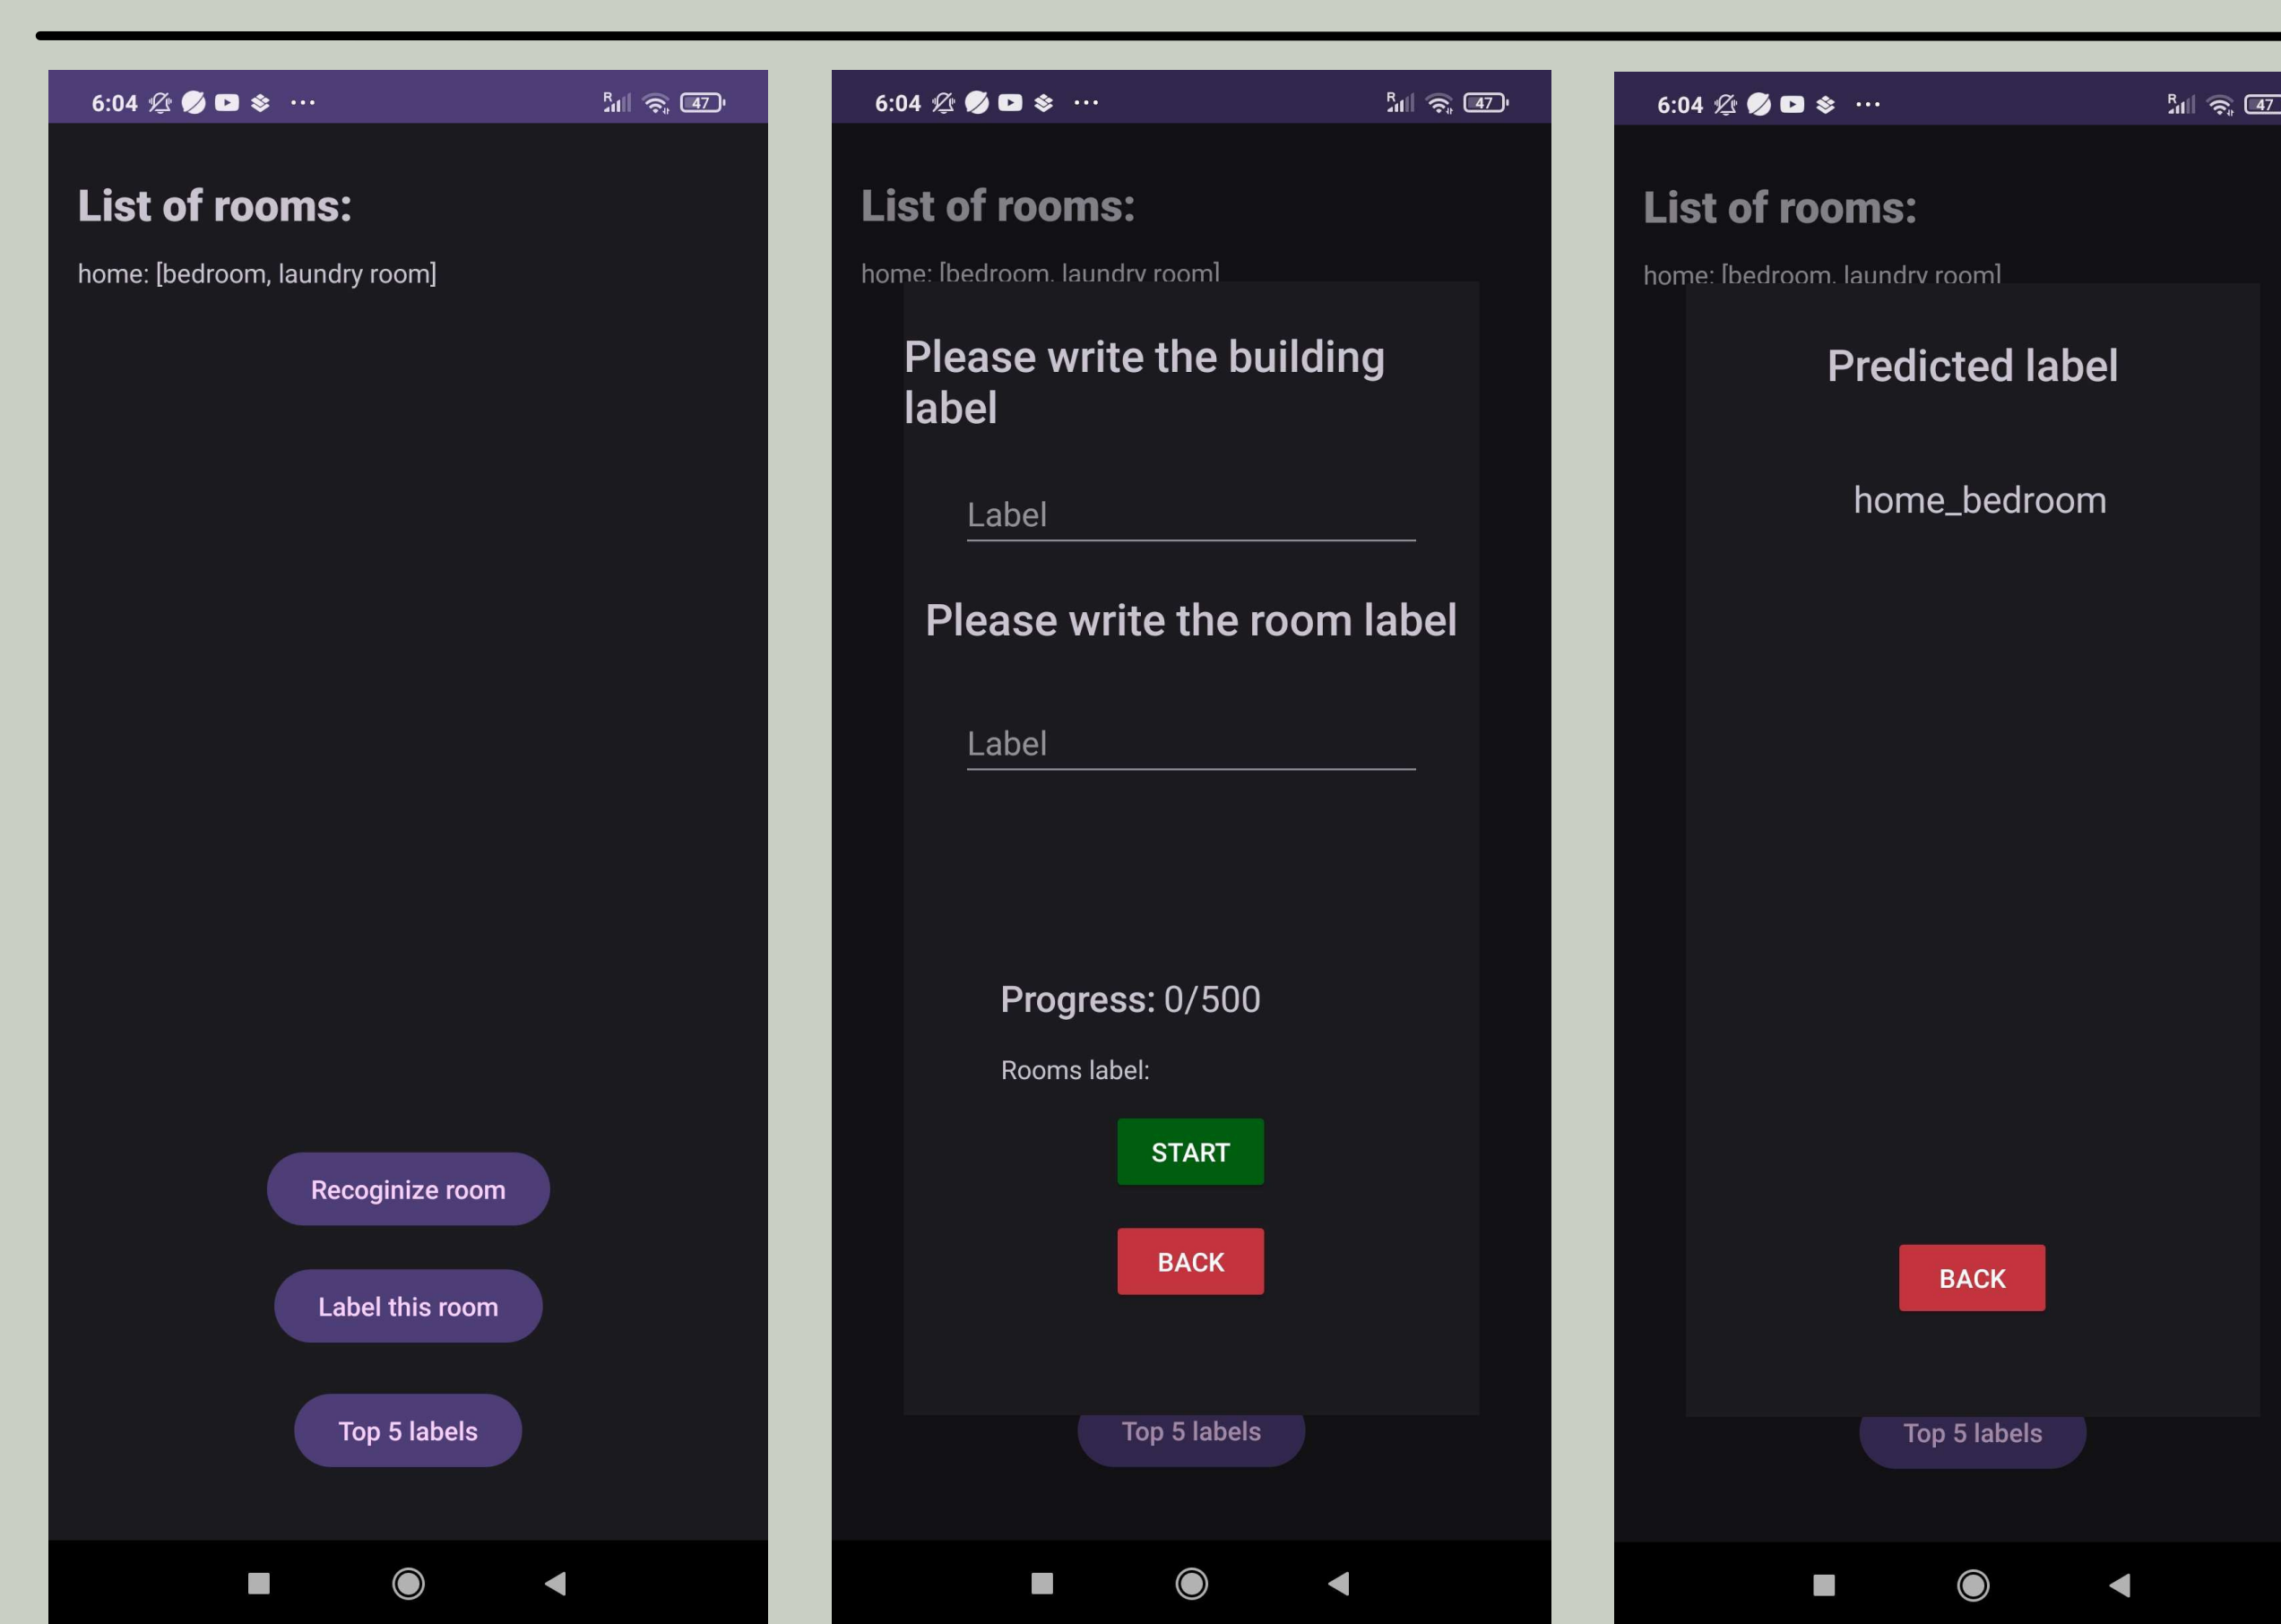 6:04
47
List of rooms:
home: [bedroom, laundry room]
Recoginize room
Label this room
Top 5 labels
6:04
R
47
List of rooms:
home: [bedroom, laundry room]
Please write the building
label
Label
Please write the room label
Label
Progress: 0/500
Rooms label:
START
BACK
Top 5 labels
6:04
R
47
List of rooms:
home: [bedroom, laundry room]
Predicted label
home_bedroom
BACK
Top 5 labels